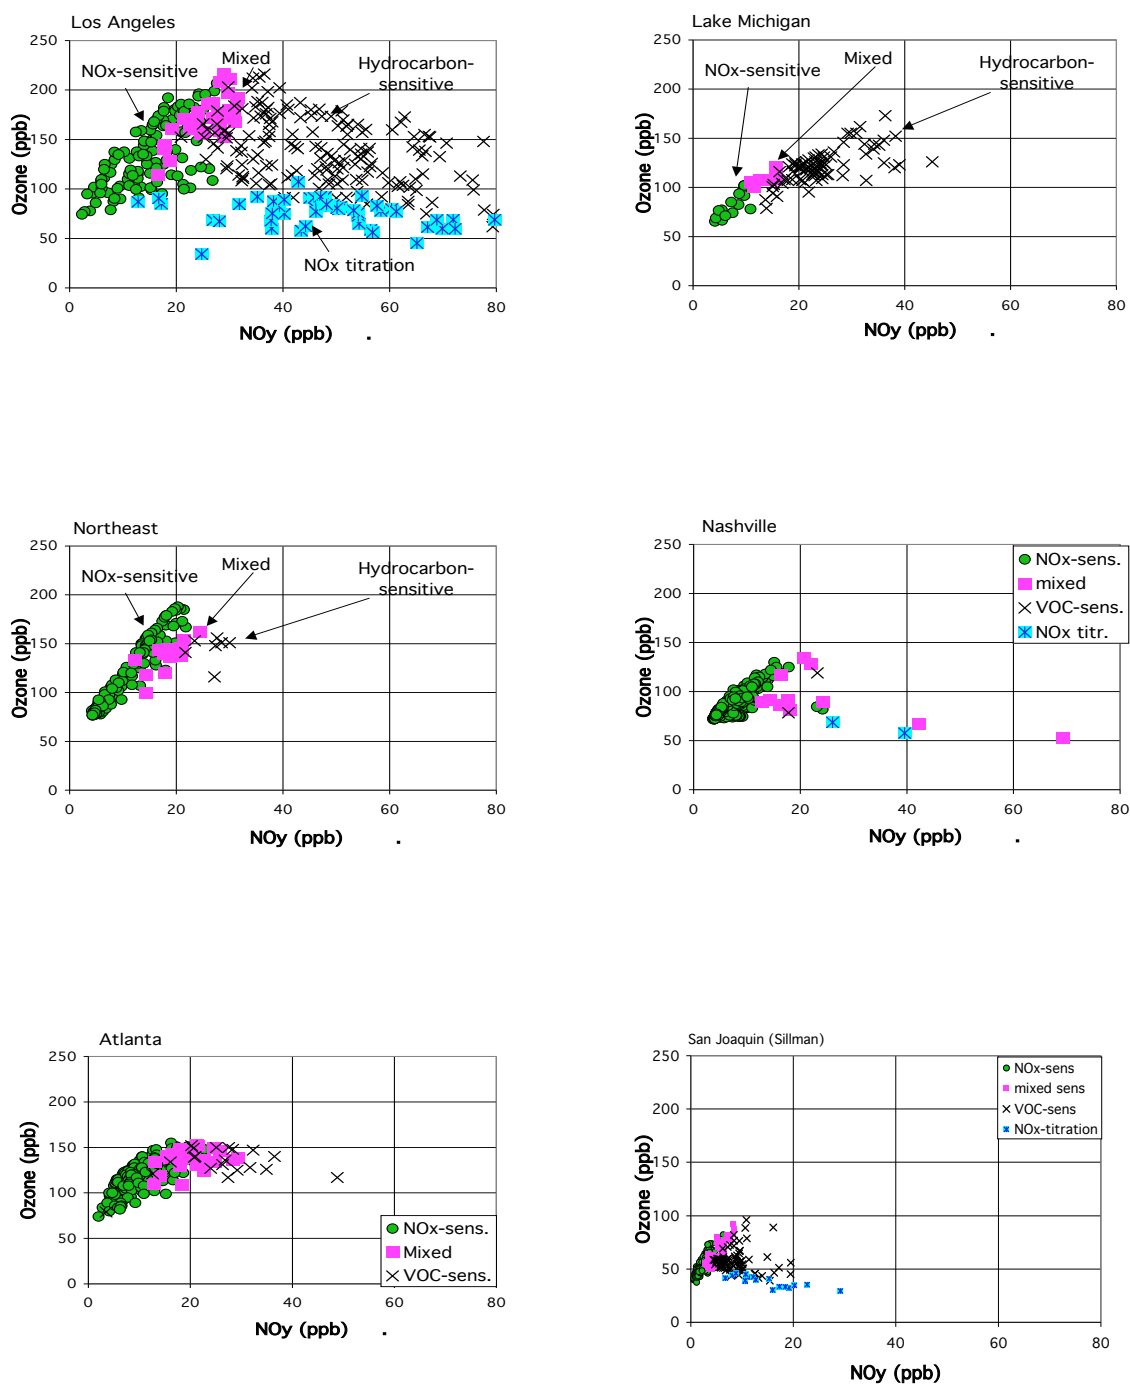 Los Angeles
250
200
150
100
50
0
Ozone (ppb)
NOx-sensitive
Mixed
Hydrocarbon-
sensitive
NOx titration
0 20 40 60 80
NOy (ppb) .
Lake Michigan
250
200
150
100
50
0
Ozone (ppb)
NOx-sensitive
Mixed
Hydrocarbon-
sensitive
0 20 40 60 80
NOy (ppb) .
Northeast
250
200
150
100
50
0
Ozone (ppb)
NOx-sensitive
Mixed
Hydrocarbon-
sensitive
0 20 40 60 80
NOy (ppb) .
Nashville
250
200
150
100
50
0
Ozone (ppb)
NOx-sens.
mixed
VOC-sens.
NOx titr.
0 20 40 60 80
NOy (ppb) .
Atlanta
250
200
150
100
50
0
Ozone (ppb)
NOx-sens.
Mixed
VOC-sens.
0 20 40 60 80
NOy (ppb) .
San Joaquin (Sillman)
250
200
150
100
50
0
Ozone (ppb)
NOx-sens
mixed sens
VOC-sens
NOx-titration
0 20 40 60 80
NOy (ppb)